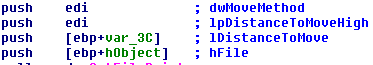 push edi ; dwMoveMethod
push edi ; lpDistanceToMoveHigh
push [ebp+var_3C] ; lDistanceToMove
push [ebp+hObject] ; hFile